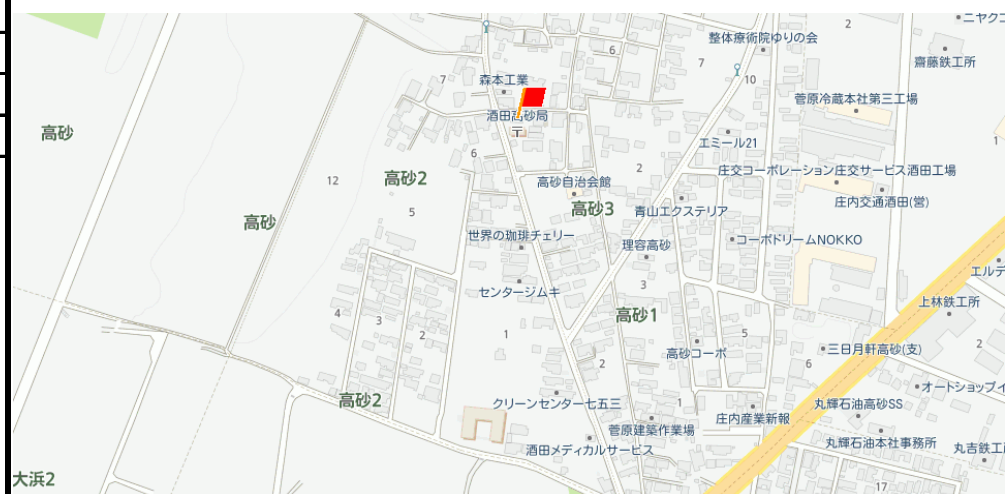 ニヤクコ
2
整体療術院ゆりの会
6
齋藤鉄工所
7
7
10
森本工業
菅原冷蔵本社第三工場
酒田高砂局
高砂
エミール21
1
6
2
庄交コーポレーション庄交サービス酒田工場
12
高砂2
高砂自治会館
庄内交通酒田(営)
5
高砂3
青山エクステリア
高砂
世界の珈琲チェリー
理容高砂
コーポドリームNOKKO
エルデ
センタージムキ
3
上林鉄工所
4
3
2
1
高砂1
5
2
高砂コーポ
三日月軒高砂(支)
2
6
オートショップイ
高砂2
クリーンセンター七五三
1
庄内産業新報
丸輝石油高砂SS
菅原建築作業場
丸輝石油本社事務所
丸吉鉄工
酒田メディカルサービス
大浜2
17